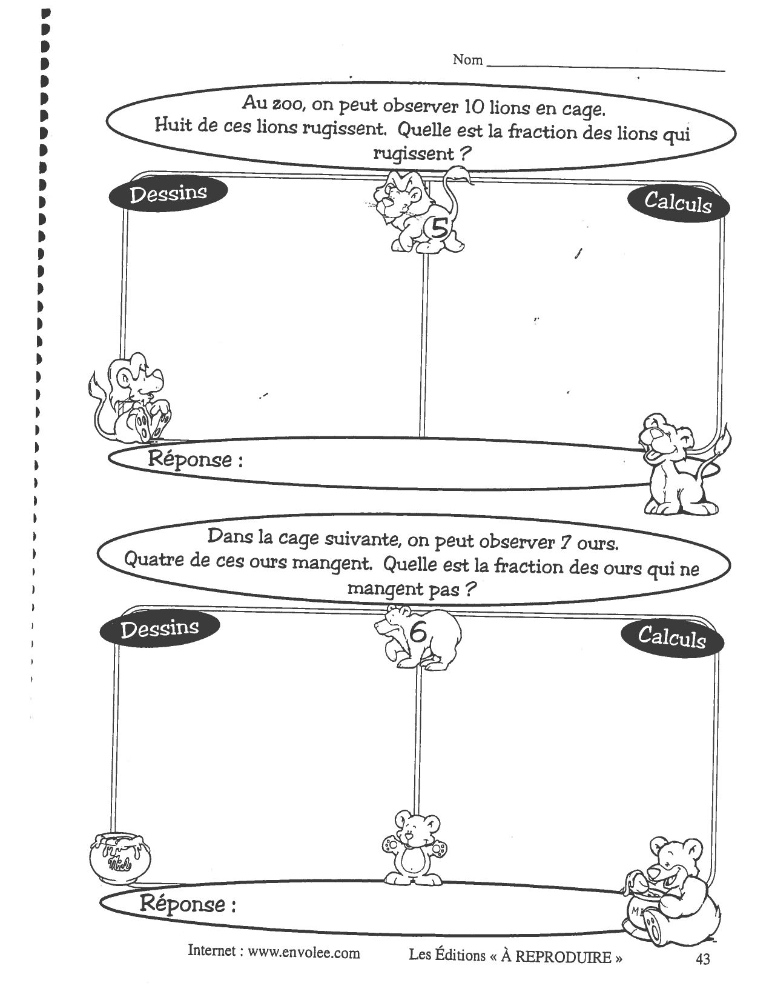 Nom
Au zoo, on peut observer 10 lions en cage.
Huit de ces lions rugissent. Quelle est la fraction des lions qui
rugissent ?
Dessins
5
Calculs
Réponse :
Dans la cage suivante, on peut observer 7 ours.
Quatre de ces ours mangent. Quelle est la fraction des ours qui ne
mangent pas ?
Dessins
6
Calculs
Réponse :
Internet : www.envolee.com Les Éditions « À REPRODUIRE » 43